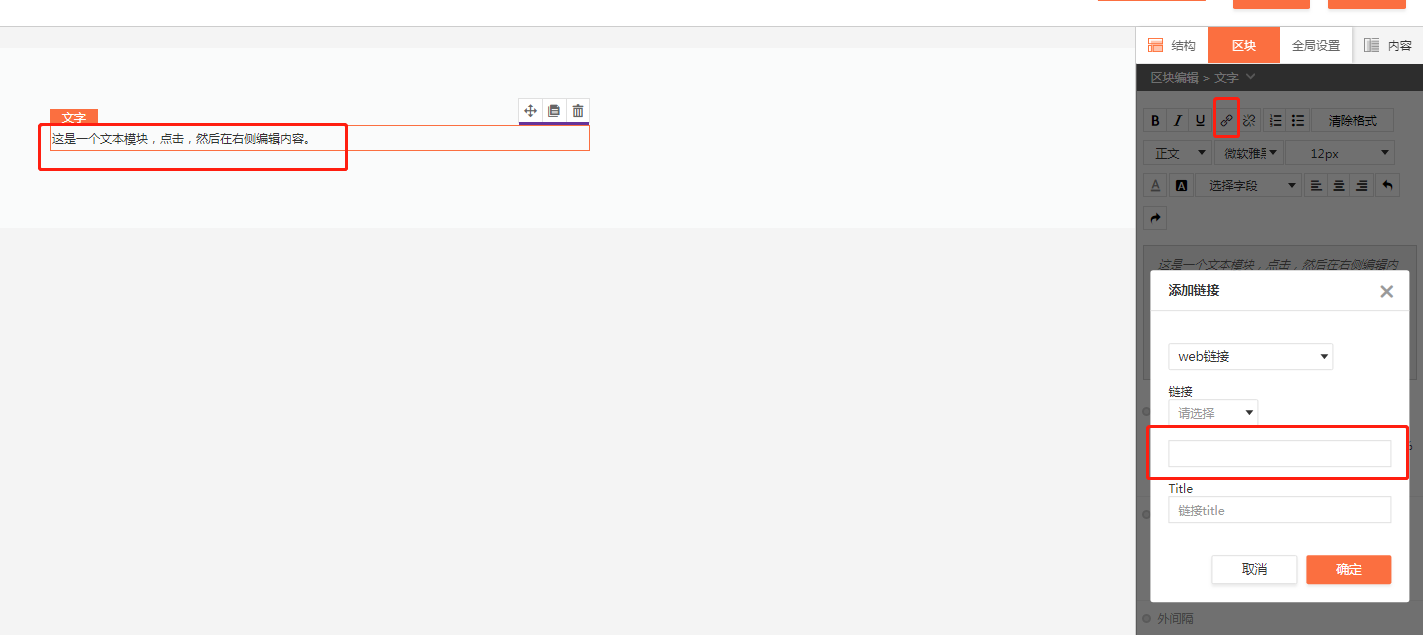 结构
区块
全局设置
内容
区块编辑 > 文字
文字
这是一个文本模块，点击，然后在右侧编辑内容。
B I U
清除格式
正文
微软雅黑
12px
A
A
选择字段
这是一个文本模块，点击，然后在右侧编辑内
添加链接
web链接
链接
请选择
Title
链接title
取消
确定
外间隔